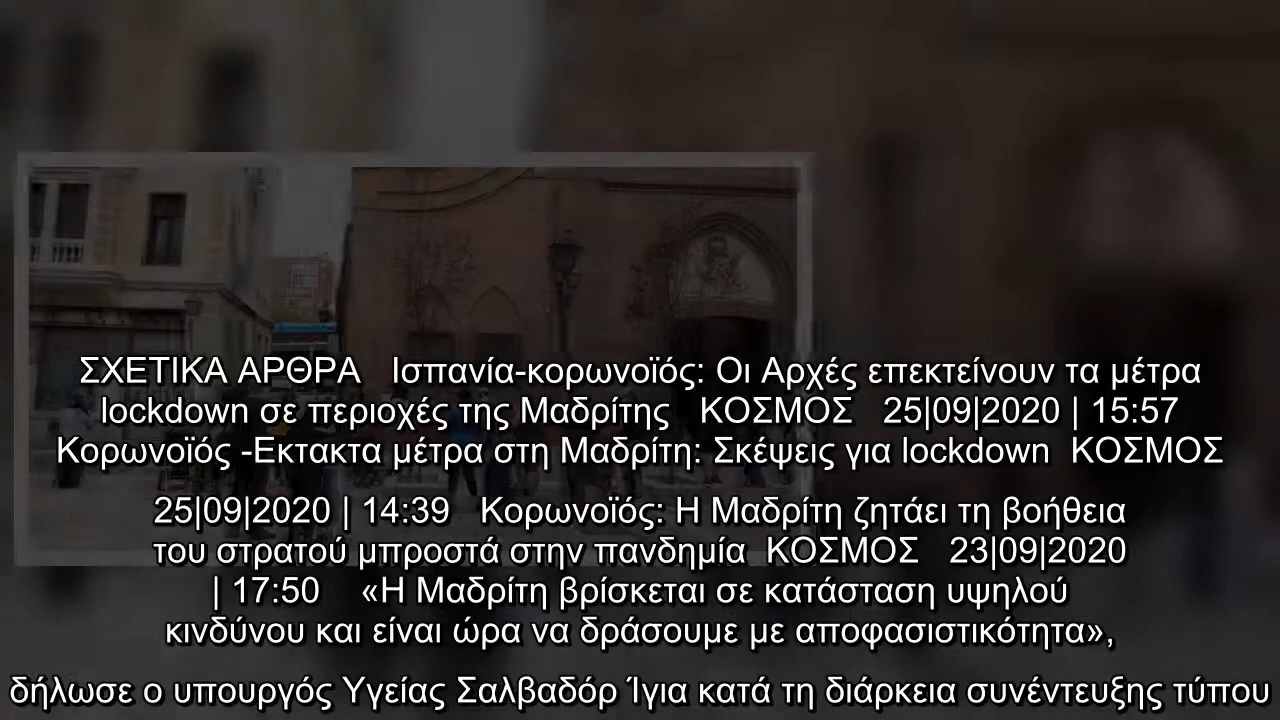 ΣΧΕΤΙΚΑ ΑΡΘΡΑ   Ισπανία-κορωνοϊός: Οι Αρχές επεκτείνουν τα μέτρα
lockdown σε περιοχές της Μαδρίτης   ΚΟΣΜΟΣ   25|09|2020 | 15:57
Κορωνοϊός -Εκτακτα μέτρα στη Μαδρίτη: Σκέψεις για lockdown  ΚΟΣΜΟΣ
25|09|2020 | 14:39   Κορωνοϊός: Η Μαδρίτη ζητάει τη βοήθεια
του στρατού μπροστά στην πανδημία  ΚΟΣΜΟΣ   23|09|2020
| 17:50    «Η Μαδρίτη βρίσκεται σε κατάσταση υψηλού
κινδύνου και είναι ώρα να δράσουμε με αποφασιστικότητα»,
δήλωσε ο υπουργός Υγείας Σαλβαδόρ Ίγια κατά τη διάρκεια συνέντευξης τύπου